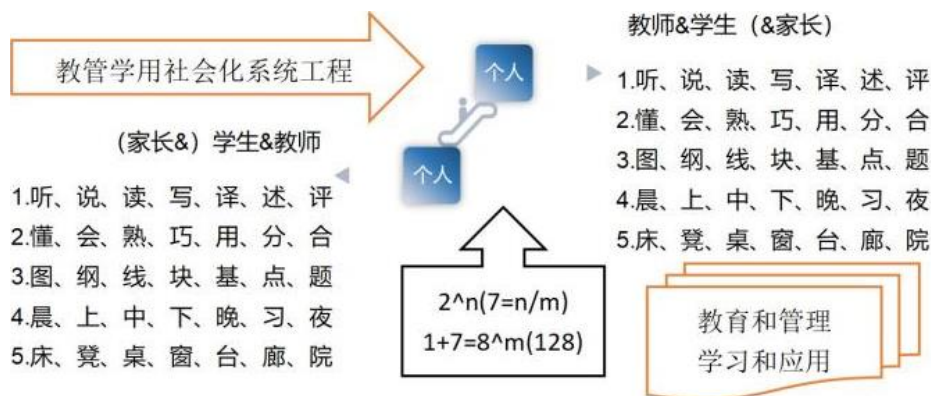 教管学用社会化系统工程
(家长&) 学生&教师
1.听、说、读、写、译、述、评
2.懂、会、熟、巧、用、分、合
3.图、纲、线、块、基、点、题
4.晨、上、中、下、晚、习、夜
5.床、凳、桌、窗、台、廊、院
个人
个人
2^n(7=n/m)
1+7=8^m(128)
教师&学生 (&家长)
1.听、说、读、写、译、述、评
2.懂、会、熟、巧、用、分、合
3.图、纲、线、块、基、点、题
4.晨、上、中、下、晚、习、夜
5.床、凳、桌、窗、台、廊、院
教育和管理
学习和应用